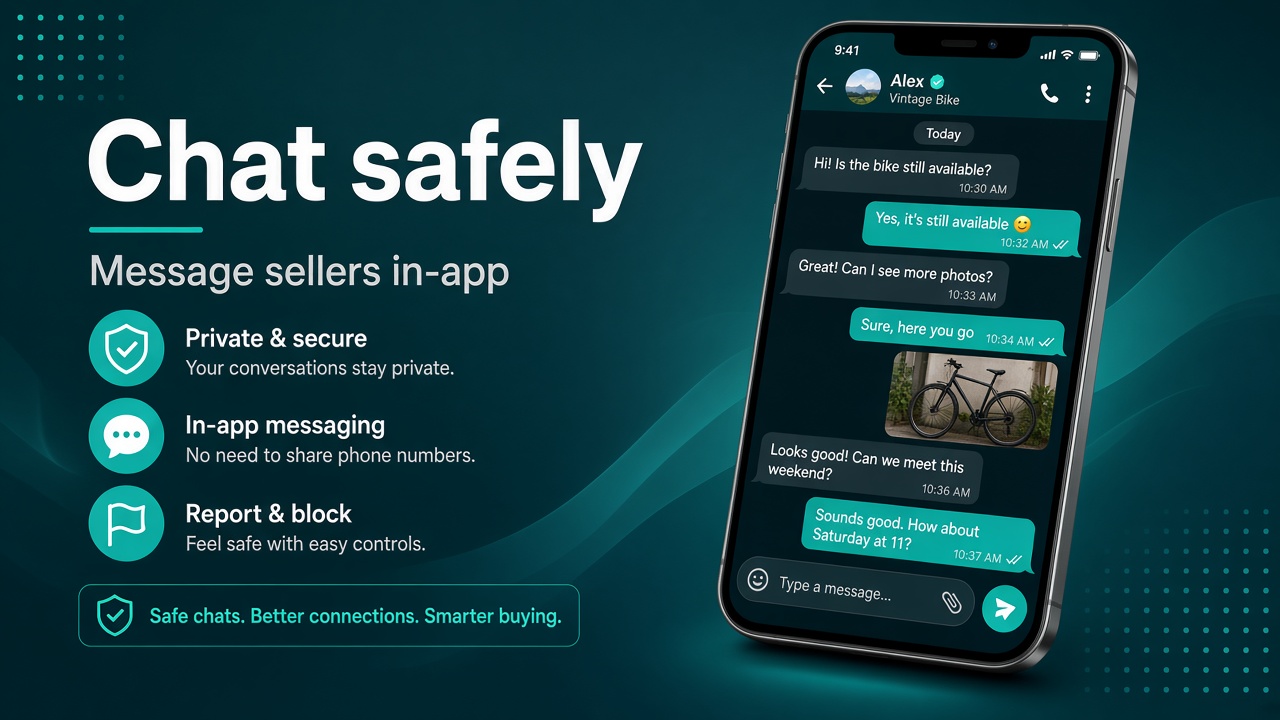 Chat safely
Message sellers in-app
Private & secure
Your conversations stay private.
In-app messaging
No need to share phone numbers.
Report & block
Feel safe with easy controls.
Safe chats. Better connections. Smarter buying.
9:41
Alex
Vintage Bike
Today
Hi! Is the bike still available?
10:30 AM
Yes, it's still available 🙂
10:32 AM
Great! Can I see more photos?
10:33 AM
Sure, here you go 10:34 AM
Looks good! Can we meet this
weekend?
10:36 AM
Sounds good. How about
Saturday at 11?
10:37 AM
Type a message...